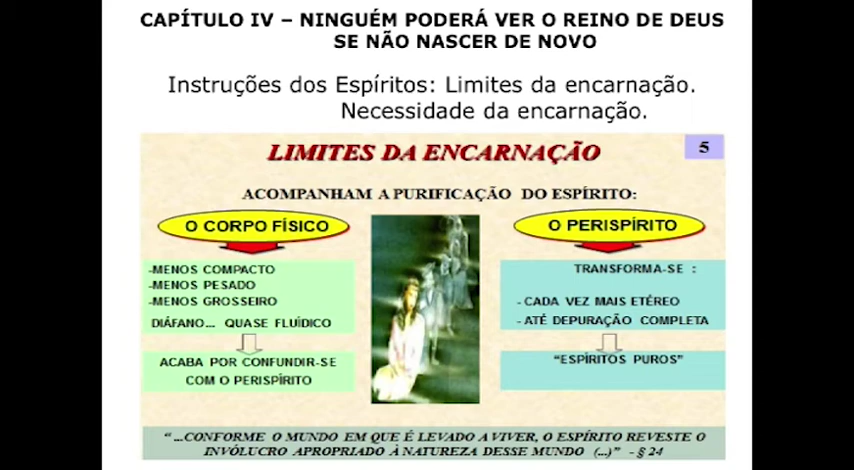 CAPÍTULO IV – NINGUÉM PODERÁ VER O REINO DE DEUS
SE NÃO NASCER DE NOVO
Instruções dos Espíritos: Limites da encarnação.
Necessidade da encarnação.
LIMITES DA ENCARNAÇÃO
5
ACOMPANHAM A PURIFICAÇÃO DO ESPÍRITO:
O CORPO FÍSICO
-MENOS COMPACTO
-MENOS PESADO
-MENOS GROSSEIRO
DIÁFANO... QUASE FLUÍDICO
ACABA POR CONFUNDIR-SE
COM O PERISPÍRITO
O PERISPÍRITO
TRANSFORMA-SE :
- CADA VEZ MAIS ETÉREO
- ATÉ DEPURAÇÃO COMPLETA
"ESPÍRITOS PUROS"
" ...CONFORME O MUNDO EM QUE É LEVADO A VIVER, O ESPÍRITO REVESTE O
INVÓLUCRO APROPRIADO À NATUREZA DESSE MUNDO (...)" - § 24